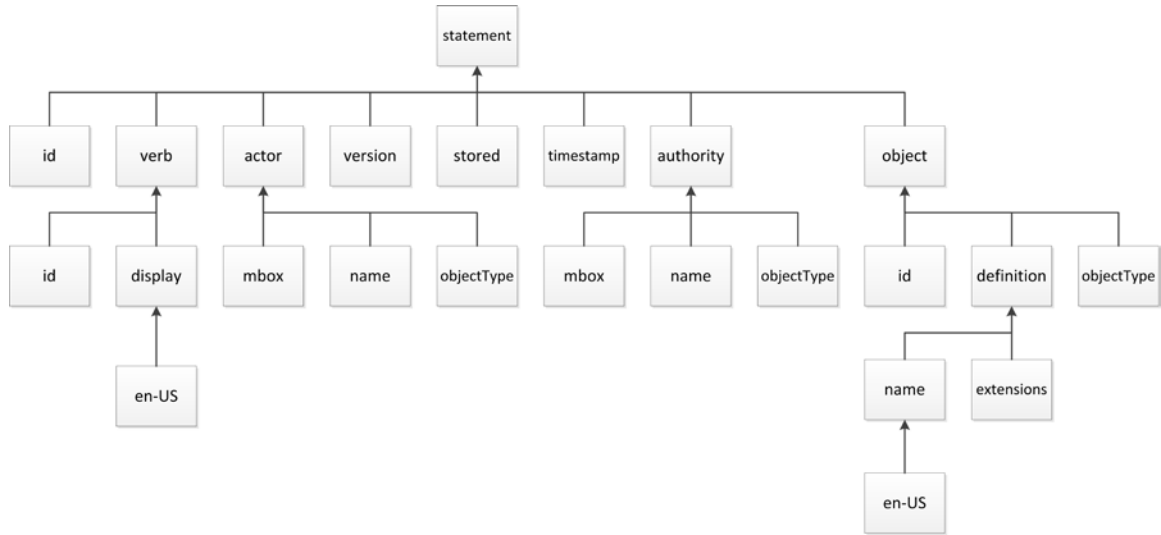 statement
id
verb
actor
version
stored
timestamp
authority
object
id
display
mbox
name
objectType
mbox
name
objectType
id
definition
objectType
en-US
name
extensions
en-US